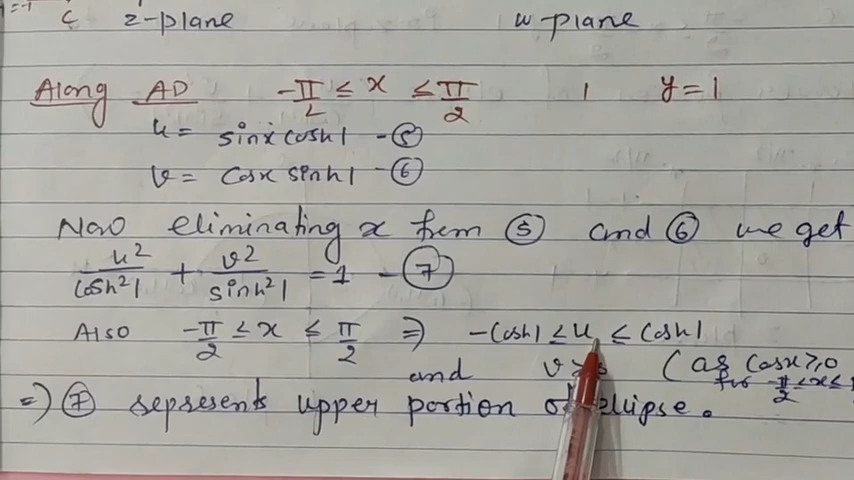 c z-plane w-plane
Along AD -π/2 ≤ x ≤ π/2 , y = 1
u = sinx cosh1 - ⑤
v = cosx sinh1 - ⑥
Now eliminating x from ⑤ and ⑥ we get
u²/cosh²1 + v²/sinh²1 = 1 - ⑦
Also -π/2 ≤ x ≤ π/2 ⇒ -cosh1 ≤ u ≤ cosh1
and v ≥ (as cosx ≥ 0
for -π/2 ≤ x ≤
⇒ ⑦ represents upper portion of ellipse.